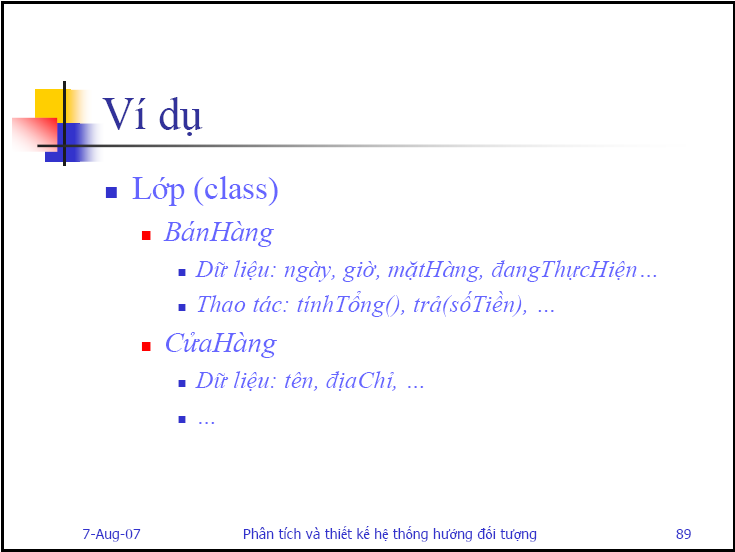 Ví dụ
Lớp (class)
BánHàng
Dữ liệu: ngày, giờ, mặtHàng, đangThựcHiện…
Thao tác: tínhTổng(), trả(sốTiền), …
CửaHàng
Dữ liệu: tên, địaChỉ, …
…
7-Aug-07 Phân tích và thiết kế hệ thống hướng đối tượng 89